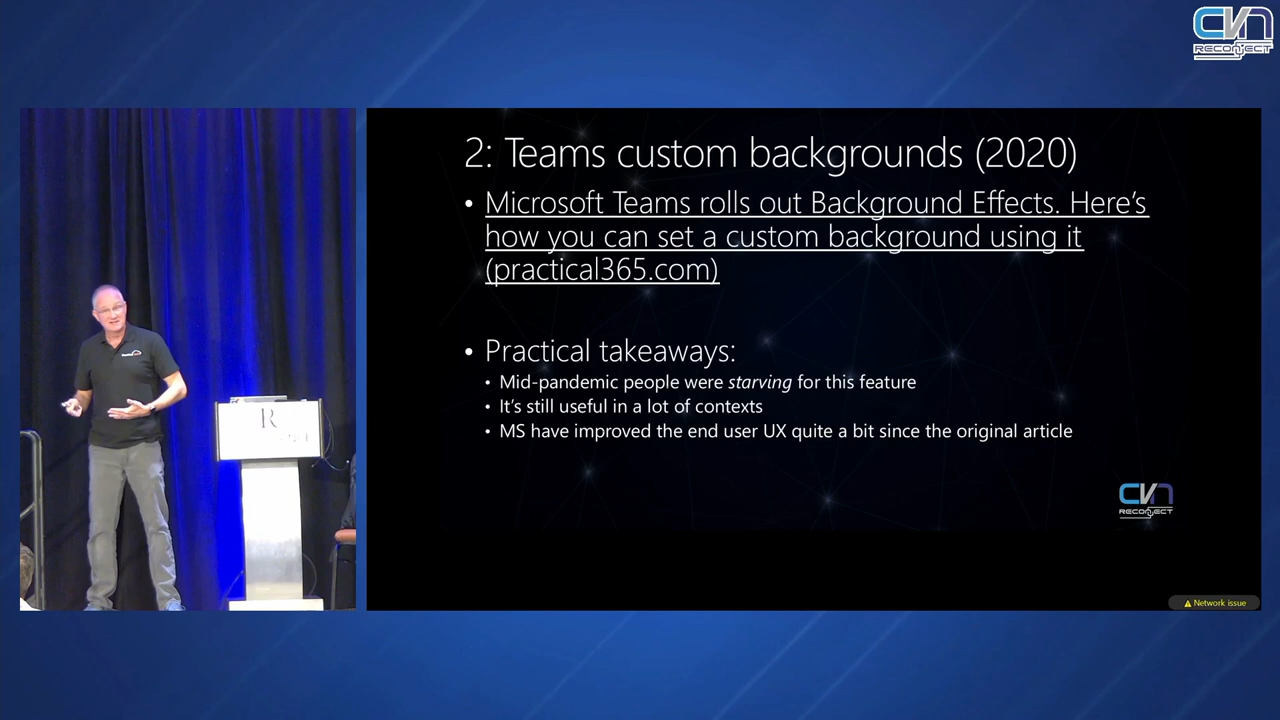 CVN
RECONJECT
2: Teams custom backgrounds (2020)
• Microsoft Teams rolls out Background Effects. Here's
how you can set a custom background using it
(practical365.com)
• Practical takeaways:
• Mid-pandemic people were starving for this feature
• It's still useful in a lot of contexts
• MS have improved the end user UX quite a bit since the original article
R
CVN
RECONJECT
Network issue